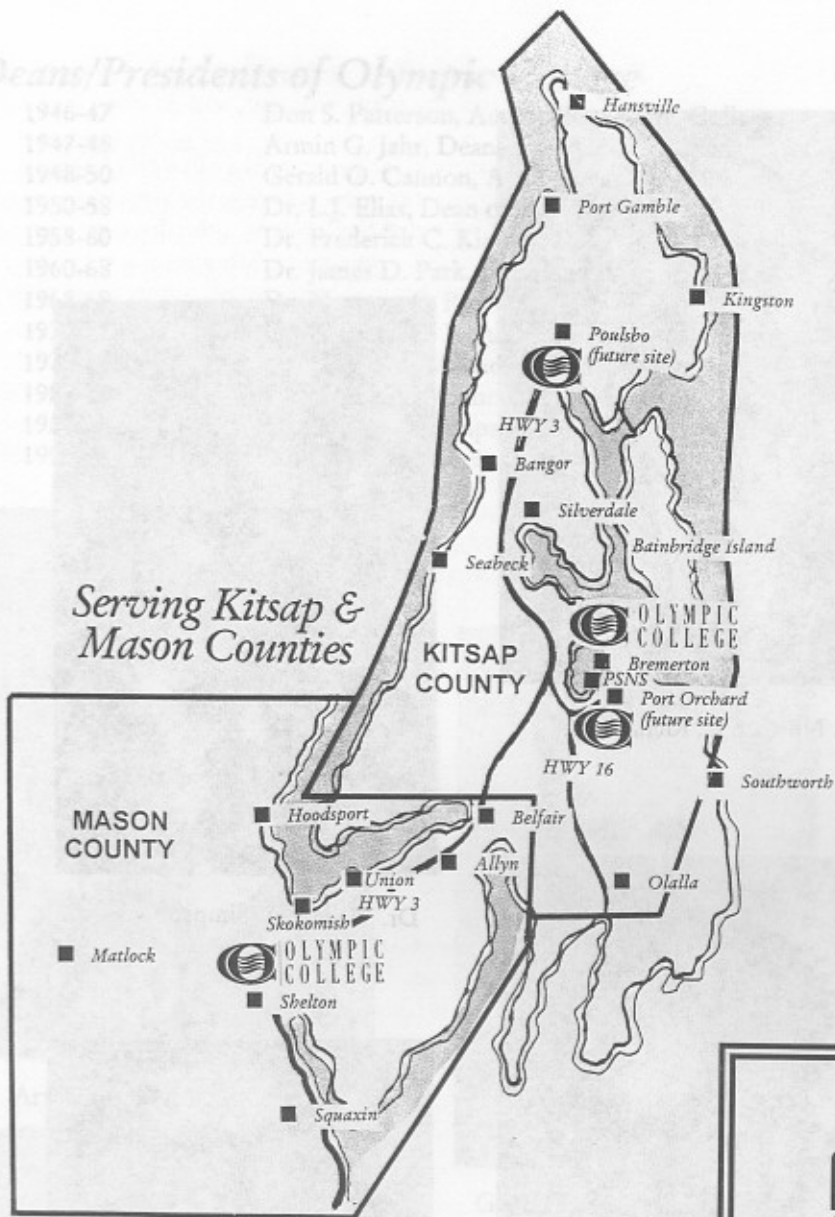 Deans/Presidents of Olympic
1946-47 Don S. Patterson,
1947-48 Armin G. Jahr, Dean
1948-50 Gerald O. Cannon, A
1950-58 Dr. L.J. Elias, Dean
1958-60 Dr. Frederick C.
1960-68 Dr. James D. Park
Hansville
Port Gamble
Kingston
Poulsbo
(future site)
HWY 3
Bangor
Silverdale
Bainbridge Island
Seabeck
Serving Kitsap &
Mason Counties
KITSAP
COUNTY
OLYMPIC
COLLEGE
Bremerton
PSNS
Port Orchard
(future site)
HWY 16
Southworth
MASON
COUNTY
Hoodsport
Belfair
Allyn
Union
HWY 3
Olalla
Skokomish
Matlock
OLYMPIC
COLLEGE
Shelton
Squaxin